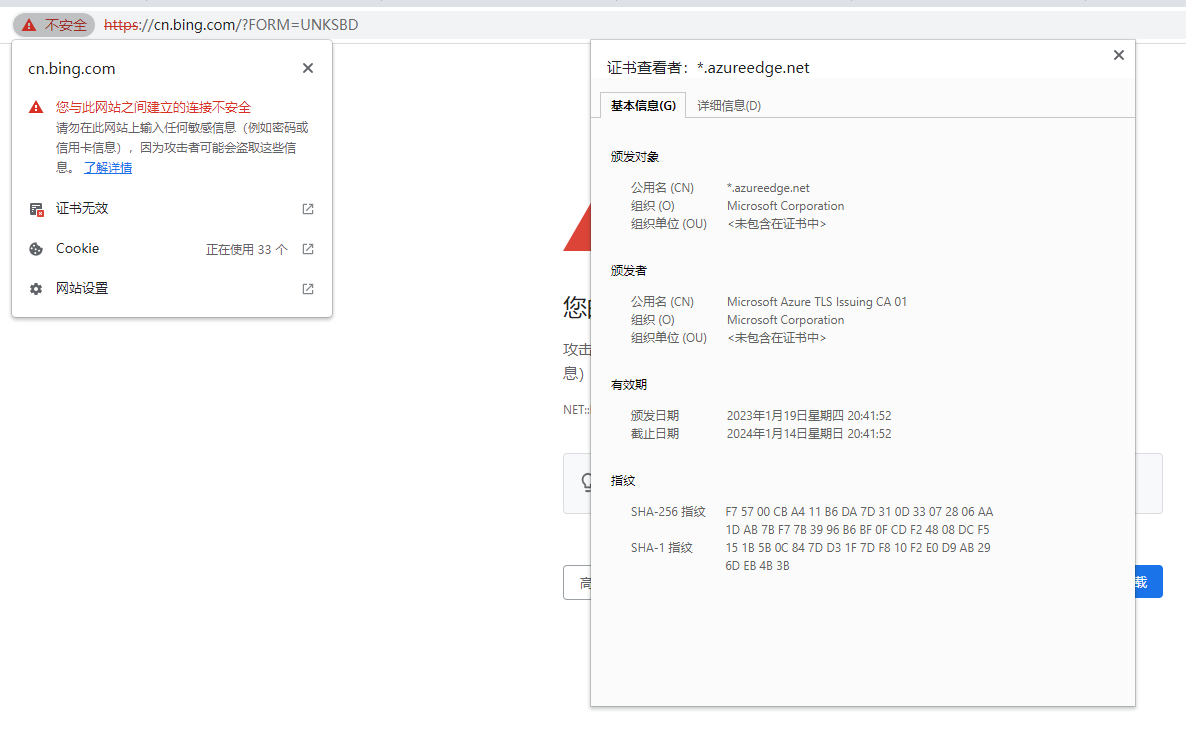 不安全 https://cn.bing.com/?FORM=UNKSBD
cn.bing.com
您与此网站之间建立的连接不安全
请勿在此网站上输入任何敏感信息（例如密码或
信用卡信息），因为攻击者可能会盗取这些信
息。 了解详情
证书无效
Cookie 正在使用 33 个
网站设置
您
攻击
息）
NET::
高
载
证书查看者：*.azureedge.net
基本信息(G) 详细信息(D)
颁发对象
公用名 (CN) *.azureedge.net
组织 (O) Microsoft Corporation
组织单位 (OU) <未包含在证书中>
颁发者
公用名 (CN) Microsoft Azure TLS Issuing CA 01
组织 (O) Microsoft Corporation
组织单位 (OU) <未包含在证书中>
有效期
颁发日期 2023年1月19日星期四 20:41:52
截止日期 2024年1月14日星期日 20:41:52
指纹
SHA-256 指纹 F7 57 00 CB A4 11 B6 DA 7D 31 0D 33 07 28 06 AA
1D AB 7B F7 7B 39 96 B6 BF 0F CD F2 48 08 DC F5
SHA-1 指纹 15 1B 5B 0C 84 7D D3 1F 7D F8 10 F2 E0 D9 AB 29
6D EB 4B 3B